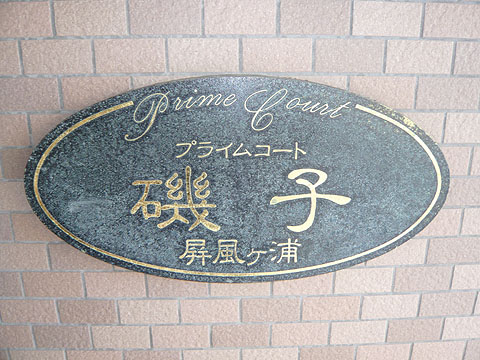 Prime Court
プライムコート
磯子
屏風ヶ浦